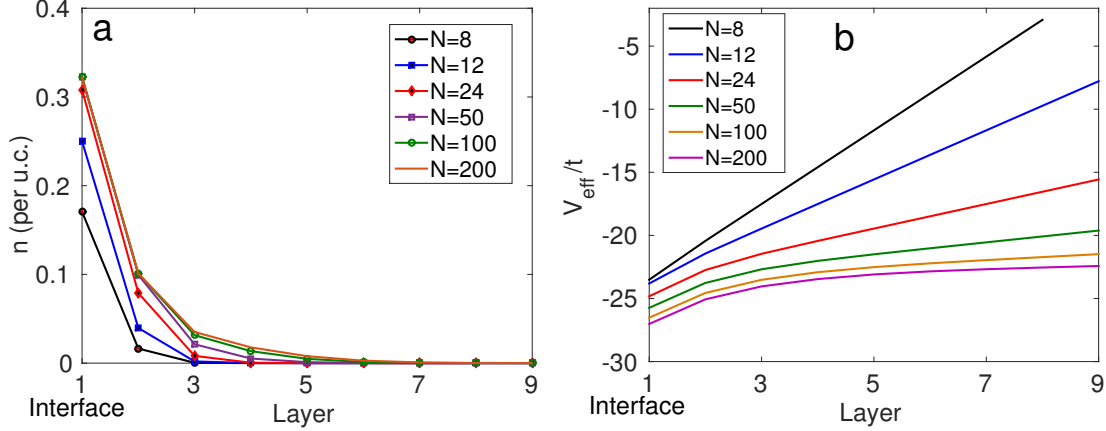 a
n (per u.c.)
0.4
0.3
0.2
0.1
0
N=8
N=12
N=24
N=50
N=100
N=200
1 3 5 7 9
Interface
Layer
b
V_eff/t
-5
-10
-15
-20
-25
-30
N=8
N=12
N=24
N=50
N=100
N=200
1 3 5 7 9
Interface
Layer